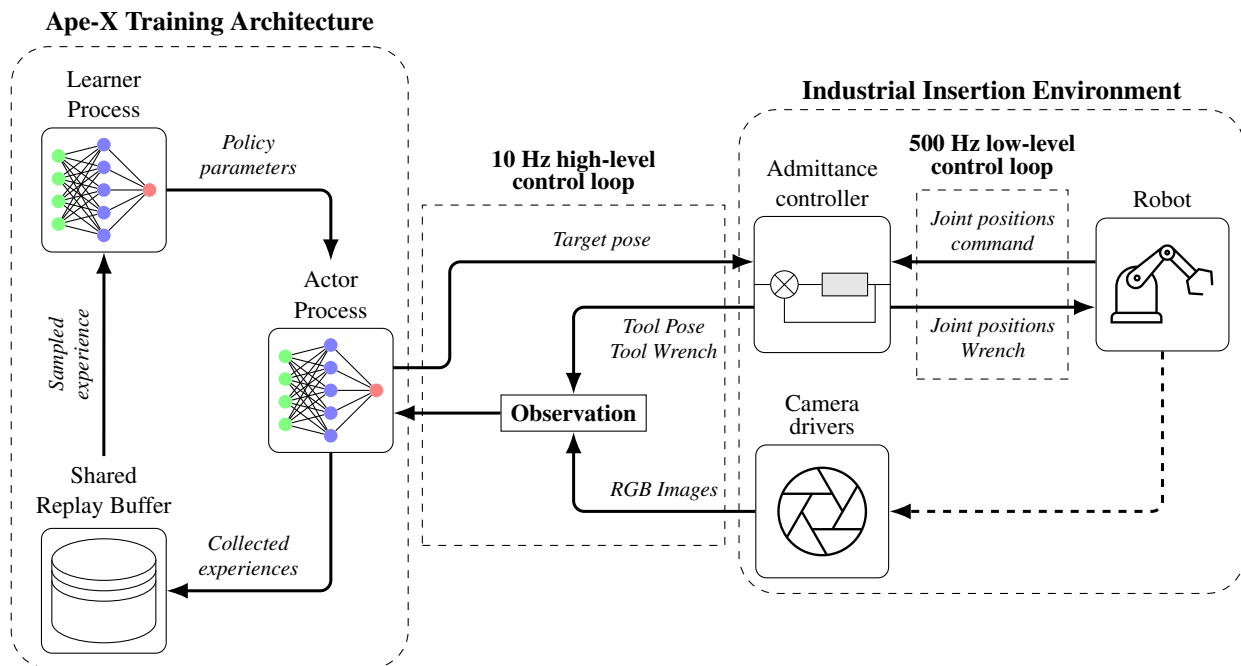 Ape-X Training Architecture
Learner
Process
Policy
parameters
Actor
Process
Sampled
experience
Shared
Replay Buffer
Collected
experiences
10 Hz high-level
control loop
Target pose
Tool Pose
Tool Wrench
Observation
RGB Images
Industrial Insertion Environment
Admittance
controller
500 Hz low-level
control loop
Joint positions
command
Joint positions
Wrench
Robot
Camera
drivers